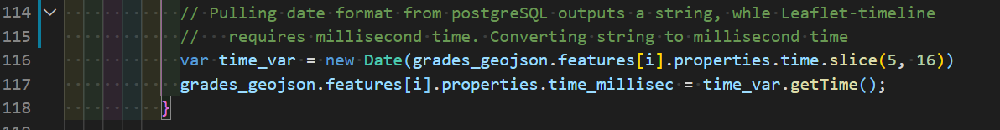 114 // Pulling date format from postgreSQL outputs a string, whle Leaflet-timeline
115 //   requires millisecond time. Converting string to millisecond time
116 var time_var = new Date(grades_geojson.features[i].properties.time.slice(5, 16))
117 grades_geojson.features[i].properties.time_millisec = time_var.getTime();
118 }